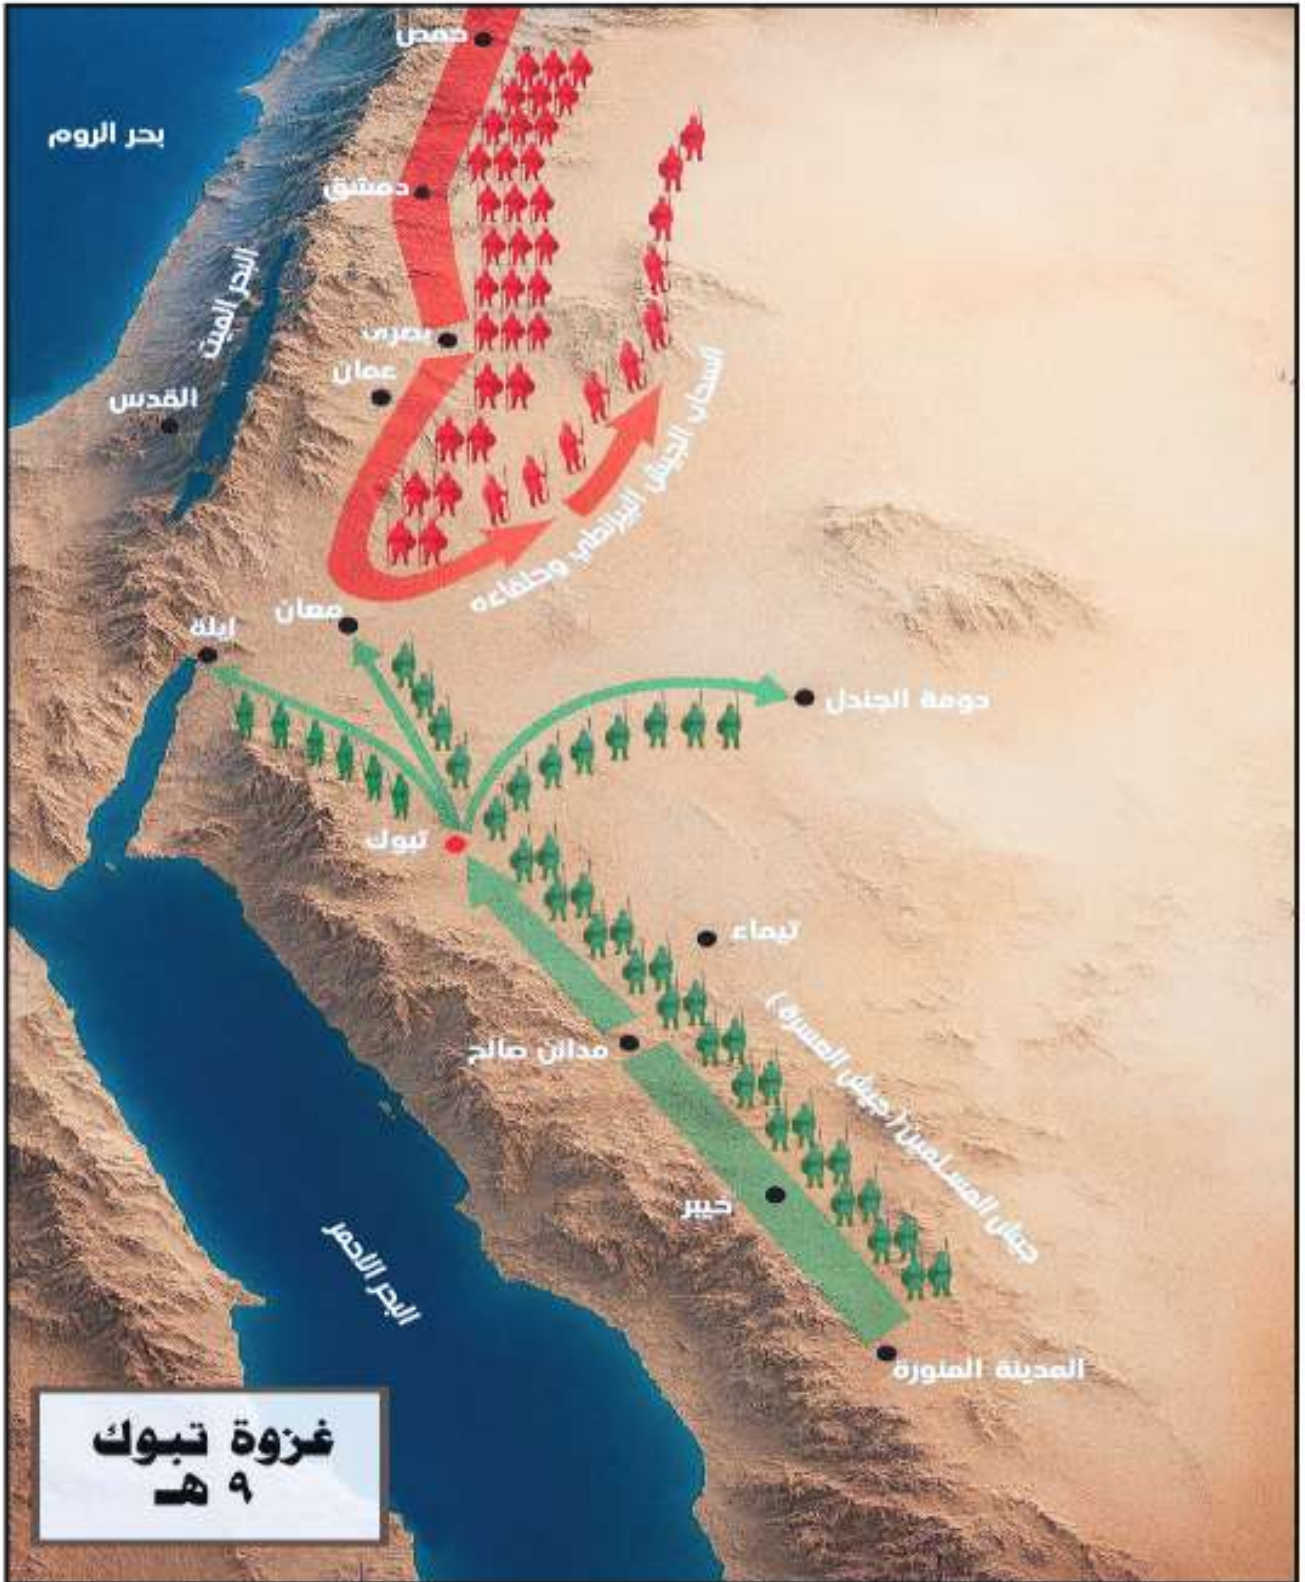 حمص
بحر الروم
دمشق
البحر الميت
بصرى
عمان
القدس
انسحاب الجيش البيزنطي وحلفاءه
معان
ايلة
دومة الجندل
تبوك
تيماء
مدائن صالح
جيش المسلمين ( جيش العسرة )
خيبر
البحر الأحمر
المدينة المنورة
غزوة تبوك
٩ هـ